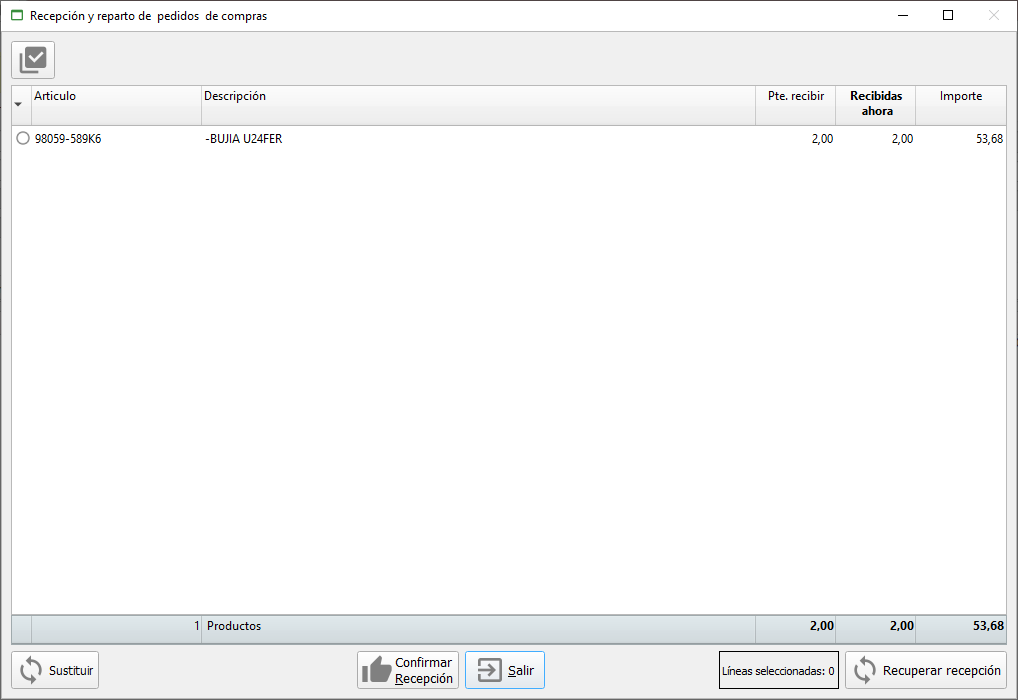 Recepción y reparto de  pedidos  de compras
Articulo Descripción Pte. recibir Recibidas ahora Importe
98059-589K6 -BUJIA U24FER 2,00 2,00 53,68
1 Productos 2,00 2,00 53,68
Sustituir Confirmar Recepción Salir Líneas seleccionadas: 0 Recuperar recepción